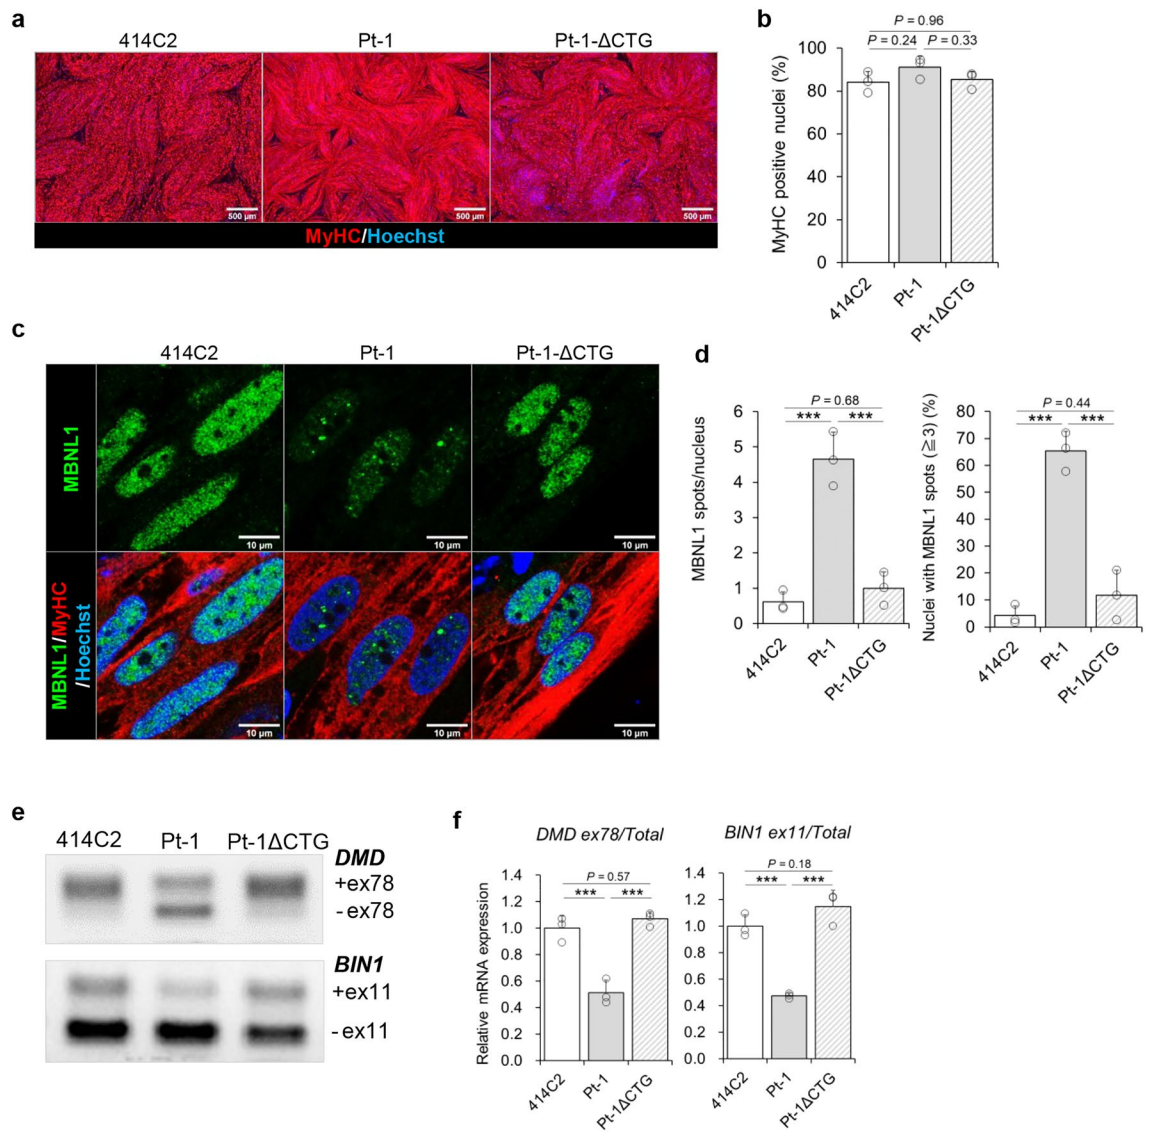 a
414C2 Pt-1 Pt-1-ΔCTG
500 µm 500 µm 500 µm
MyHC/Hoechst
b
P = 0.96
P = 0.24 P = 0.33
MyHC positive nuclei (%)
100
80
60
40
20
0
414C2 Pt-1 Pt-1ΔCTG
c
414C2 Pt-1 Pt-1-ΔCTG
MBNL1
10 µm 10 µm 10 µm
MBNL1/MyHC
/Hoechst
10 µm 10 µm 10 µm
d
P = 0.68
*** ***
MBNL1 spots/nucleus
6
5
4
3
2
1
0
414C2 Pt-1 Pt-1ΔCTG
P = 0.44
*** ***
Nuclei with MBNL1 spots (≧3) (%)
80
70
60
50
40
30
20
10
0
414C2 Pt-1 Pt-1ΔCTG
e
414C2 Pt-1 Pt-1ΔCTG
DMD
+ex78
-ex78
BIN1
+ex11
-ex11
f
DMD ex78/Total
P = 0.57
*** ***
Relative mRNA expression
1.4
1.2
1.0
0.8
0.6
0.4
0.2
0.0
414C2 Pt-1 Pt-1ΔCTG
BIN1 ex11/Total
P = 0.18
*** ***
1.4
1.2
1.0
0.8
0.6
0.4
0.2
0.0
414C2 Pt-1 Pt-1ΔCTG